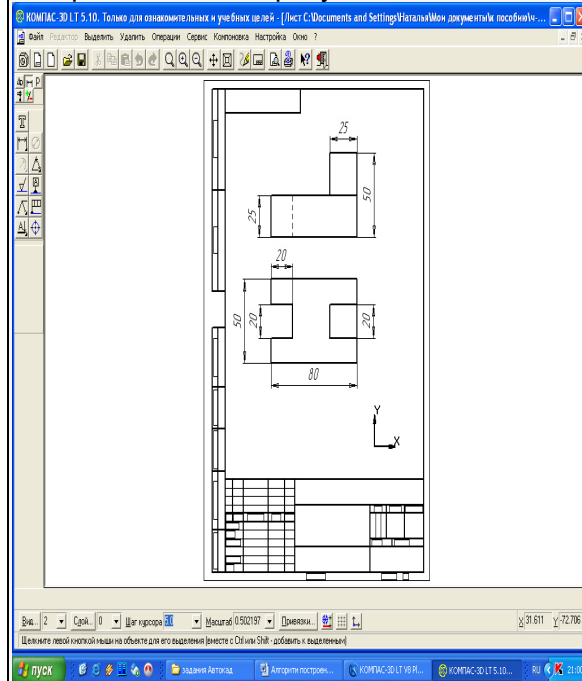 КОМПАС-3D LT 5.10. Только для ознакомительных и учебных целей - [Лист C:\Documents and Settings\Наталья\Мои документы\к пособию\ч-...
Файл Редактор Выделить Удалить Операции Сервис Компоновка Настройка Окно ?
25
50
25
20
50
20
20
80
Y
X
Вид... 2 Слой... 0 Шаг курсора 5.0 Масштаб 0.502197 Привязки... X 31.611 Y -72.706
Щелкните левой кнопкой мыши на объекте для его выделения (вместе с Ctrl или Shift - добавить к выделенным)
пуск задания Автокад Алгоритм построен... КОМПАС-3D LT V8 Pl... КОМПАС-3D LT 5.10... RU 21:00